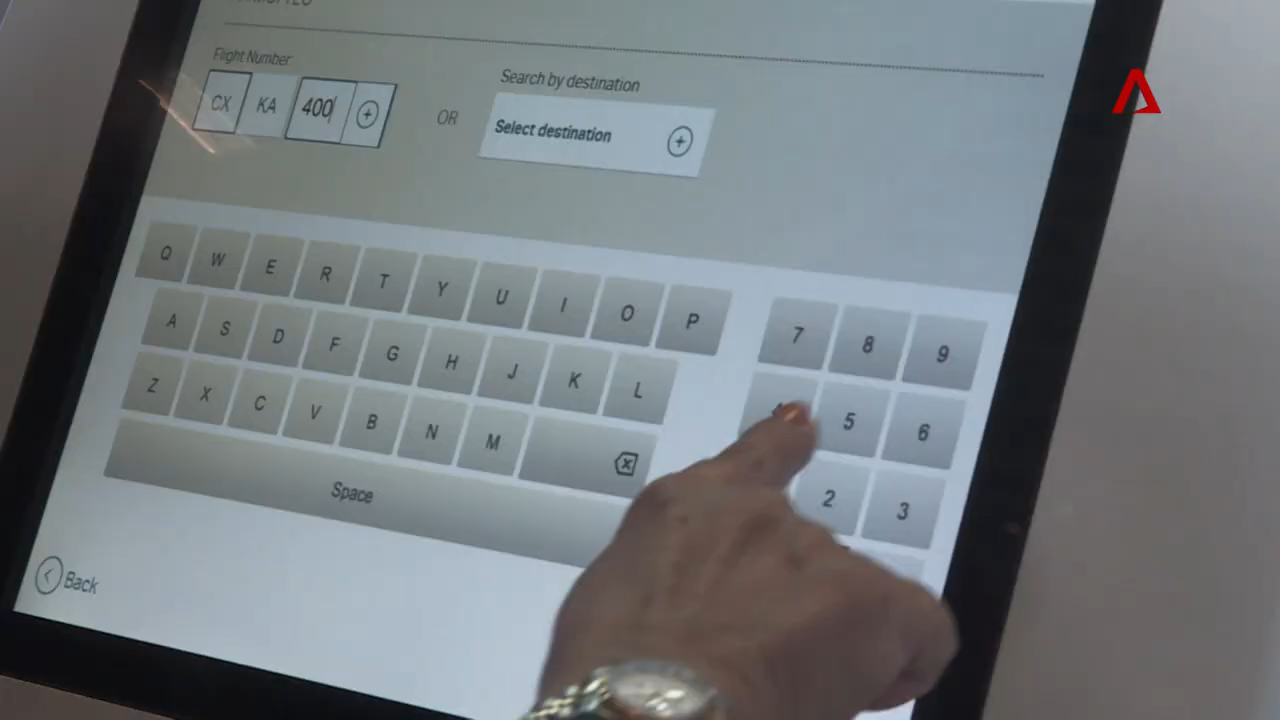 Flight Number
CX KA 400
OR
Search by destination
Select destination
Q W E R T Y U I O P
7 8 9
A S D F G H J K L
5 6
Z X C V B N M
2 3
Space
Back